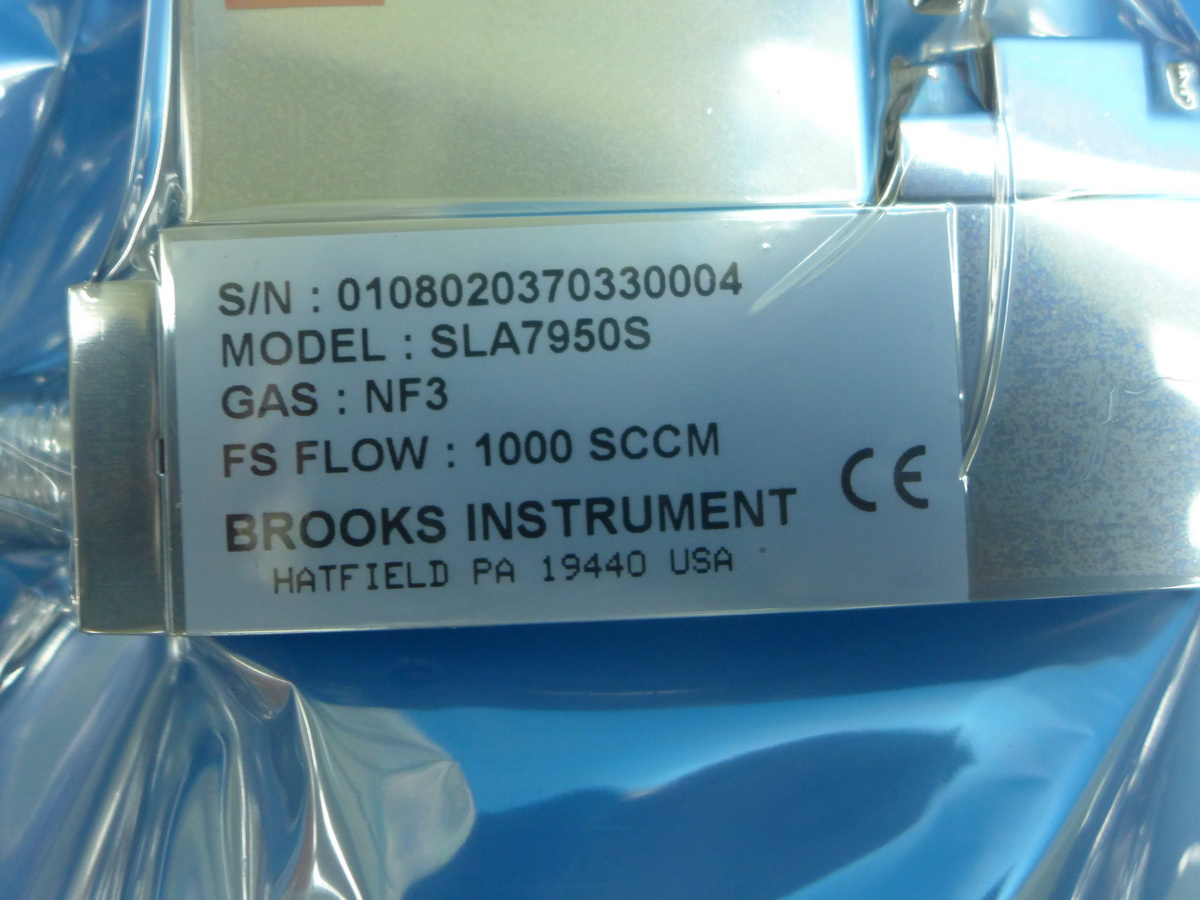 S/N : 0108020370330004
MODEL : SLA7950S
GAS : NF3
FS FLOW : 1000 SCCM
BROOKS INSTRUMENT
HATFIELD PA 19440 USA
CE